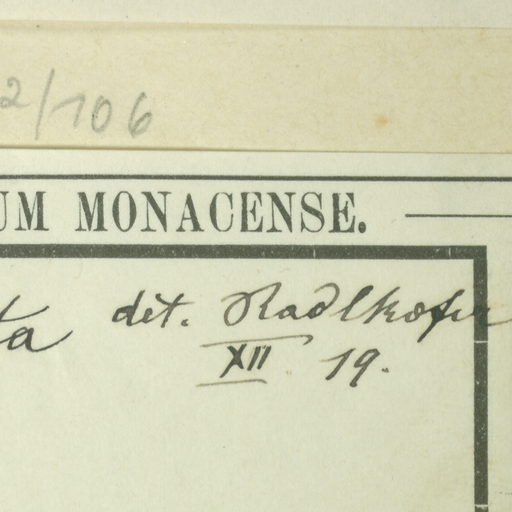 2/106
UM MONACENSE.
ta det. Radlkofer
XII 19.